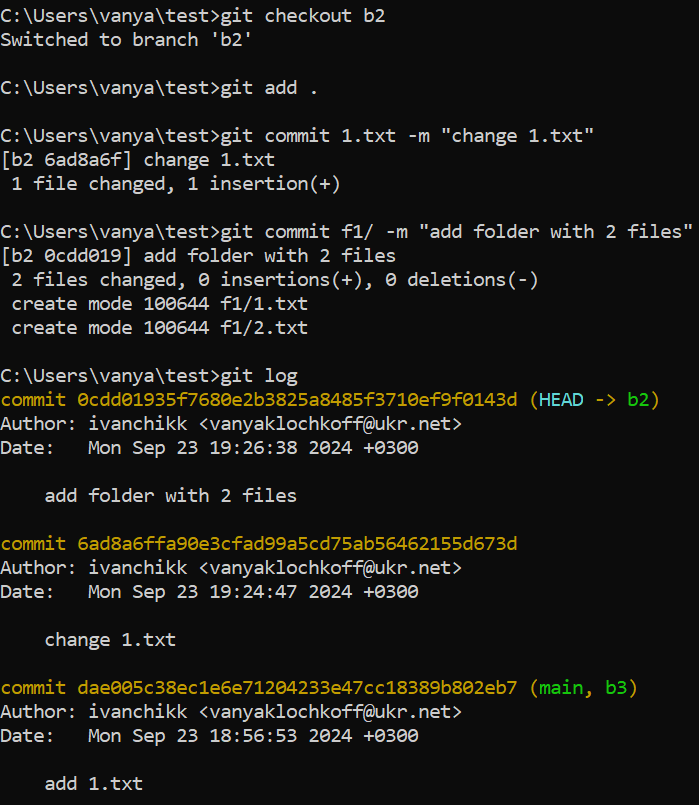 C:\Users\vanya\test>git checkout b2
Switched to branch 'b2'
C:\Users\vanya\test>git add .
C:\Users\vanya\test>git commit 1.txt -m "change 1.txt"
[b2 6ad8a6f] change 1.txt
 1 file changed, 1 insertion(+)
C:\Users\vanya\test>git commit f1/ -m "add folder with 2 files"
[b2 0cdd019] add folder with 2 files
 2 files changed, 0 insertions(+), 0 deletions(-)
 create mode 100644 f1/1.txt
 create mode 100644 f1/2.txt
C:\Users\vanya\test>git log
commit 0cdd01935f7680e2b3825a8485f3710ef9f0143d (HEAD -> b2)
Author: ivanchikk <vanyaklochkoff@ukr.net>
Date:   Mon Sep 23 19:26:38 2024 +0300
    add folder with 2 files
commit 6ad8a6ffa90e3cfad99a5cd75ab56462155d673d
Author: ivanchikk <vanyaklochkoff@ukr.net>
Date:   Mon Sep 23 19:24:47 2024 +0300
    change 1.txt
commit dae005c38ec1e6e71204233e47cc18389b802eb7 (main, b3)
Author: ivanchikk <vanyaklochkoff@ukr.net>
Date:   Mon Sep 23 18:56:53 2024 +0300
    add 1.txt